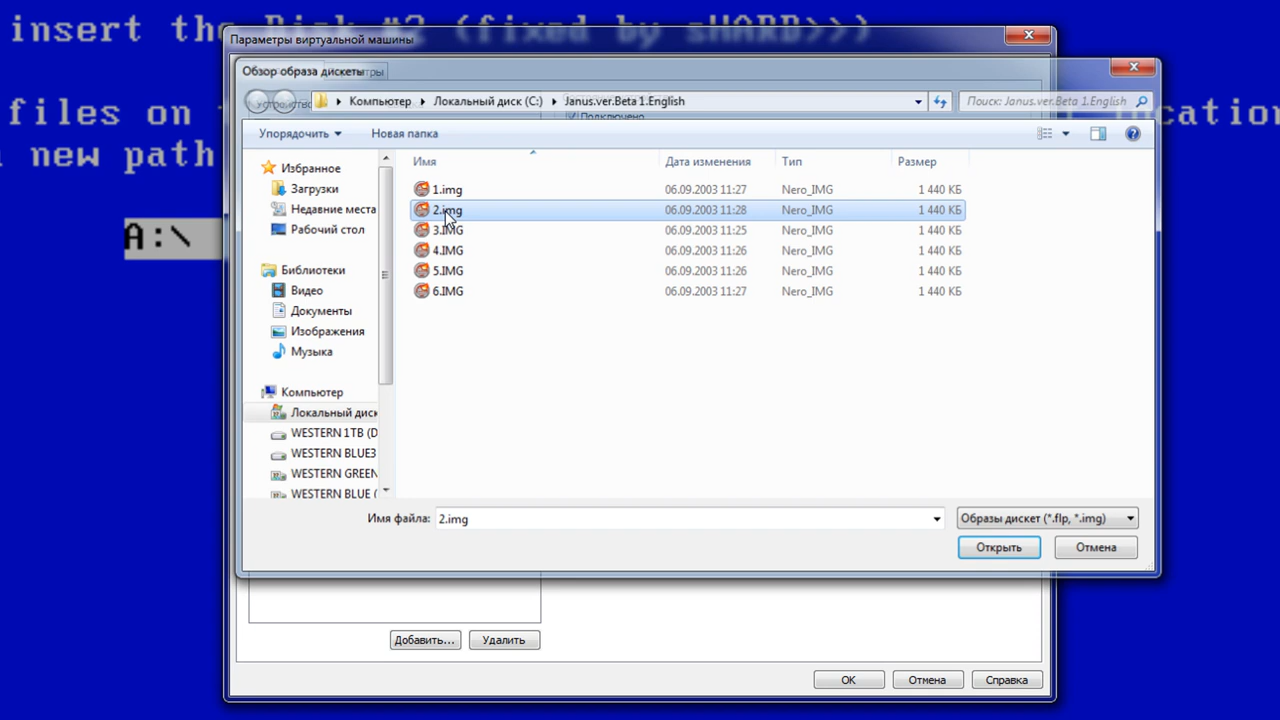 insert the Disk #2 (fixed by sHARD>>>)
Параметры виртуальной машины
Обзор образа дискеты
Компьютер
Локальный диск (C:)
Janus.ver.Beta 1.English
Поиск: Janus.ver.Beta 1.English
Подключено
files on
ocation
Упорядочить
Новая папка
new path
Избранное
Имя
Дата изменения
Тип
Размер
Загрузки
1.img 06.09.2003 11:27 Nero_IMG 1 440 КБ
Недавние места
2.img 06.09.2003 11:28 Nero_IMG 1 440 КБ
Рабочий стол
3.IMG 06.09.2003 11:25 Nero_IMG 1 440 КБ
A:\
4.IMG 06.09.2003 11:26 Nero_IMG 1 440 КБ
Библиотеки
5.IMG 06.09.2003 11:26 Nero_IMG 1 440 КБ
Видео
6.IMG 06.09.2003 11:27 Nero_IMG 1 440 КБ
Документы
Изображения
Музыка
Компьютер
Локальный диск
WESTERN 1TB (D
WESTERN BLUE3
WESTERN GREEN
WESTERN BLUE (
Имя файла: 2.img
Образы дискет (*.flp, *.img)
Открыть
Отмена
Добавить...
Удалить
OK
Отмена
Справка